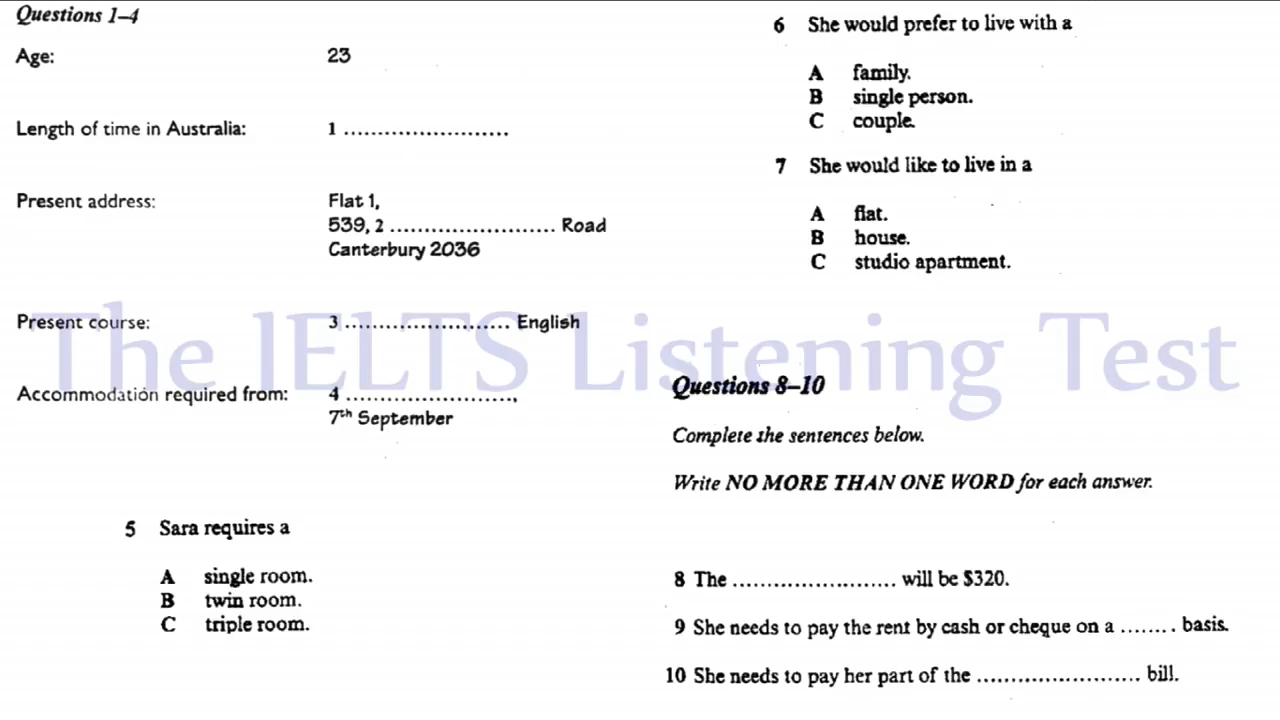 Questions 1–4
Age: 23
Length of time in Australia: 1 ........................
Present address: Flat 1,
539, 2 ........................ Road
Canterbury 2036
Present course: 3 ........................ English
Accommodation required from: 4 ........................,
7th September
5 Sara requires a
A single room.
B twin room.
C triple room.
6 She would prefer to live with a
A family.
B single person.
C couple.
7 She would like to live in a
A flat.
B house.
C studio apartment.
The IELTS Listening Test
Questions 8–10
Complete the sentences below.
Write NO MORE THAN ONE WORD for each answer.
8 The ........................ will be $320.
9 She needs to pay the rent by cash or cheque on a ........ basis.
10 She needs to pay her part of the ........................ bill.